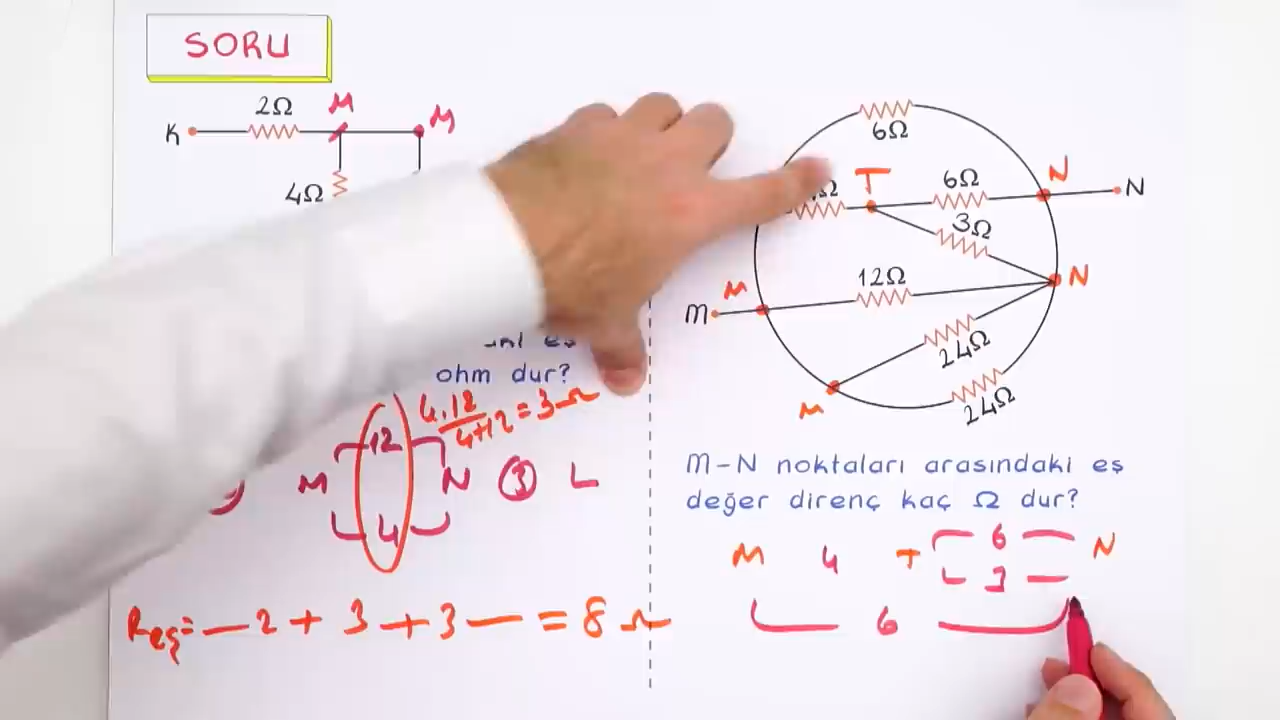 SORU
K
2Ω
M
M
4Ω
ohm dur?
4.12
4+12
=3Ω
M
12
4
N
3
L
Reş= 2 + 3 + 3 = 8 Ω
6Ω
T
6Ω
N
N
3Ω
12Ω
N
M
M
24Ω
M
24Ω
M-N noktaları arasındaki eş
değer direnç kaç Ω dur?
M 4 T 6 N
3
6